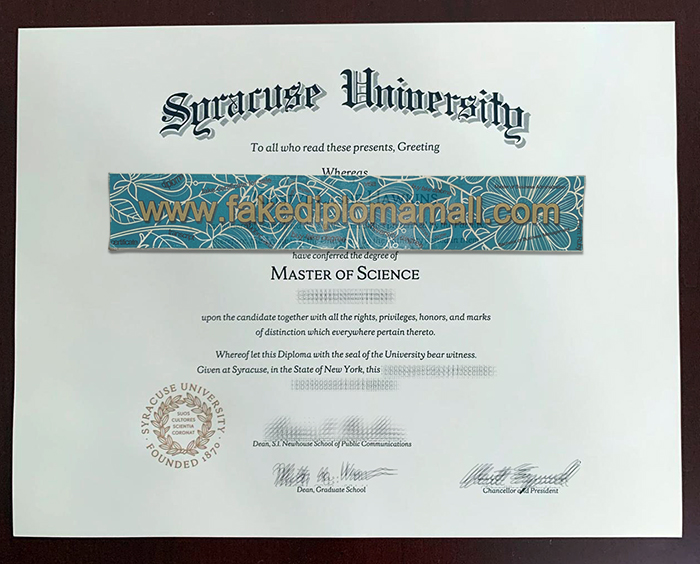 Syracuse University
To all who read these presents, Greeting
Whereas
www.fakediplomamall.com
have conferred the degree of
MASTER OF SCIENCE
upon the candidate together with all the rights, privileges, honors, and marks
of distinction which everywhere pertain thereto.
Whereof let this Diploma with the seal of the University bear witness.
Given at Syracuse, in the State of New York, this
SYRACUSE UNIVERSITY
SUOS
CULTORES
SCIENTIA
CORONAT
FOUNDED 1870
Dean, S.I. Newhouse School of Public Communications
Dean, Graduate School
Chancellor and President